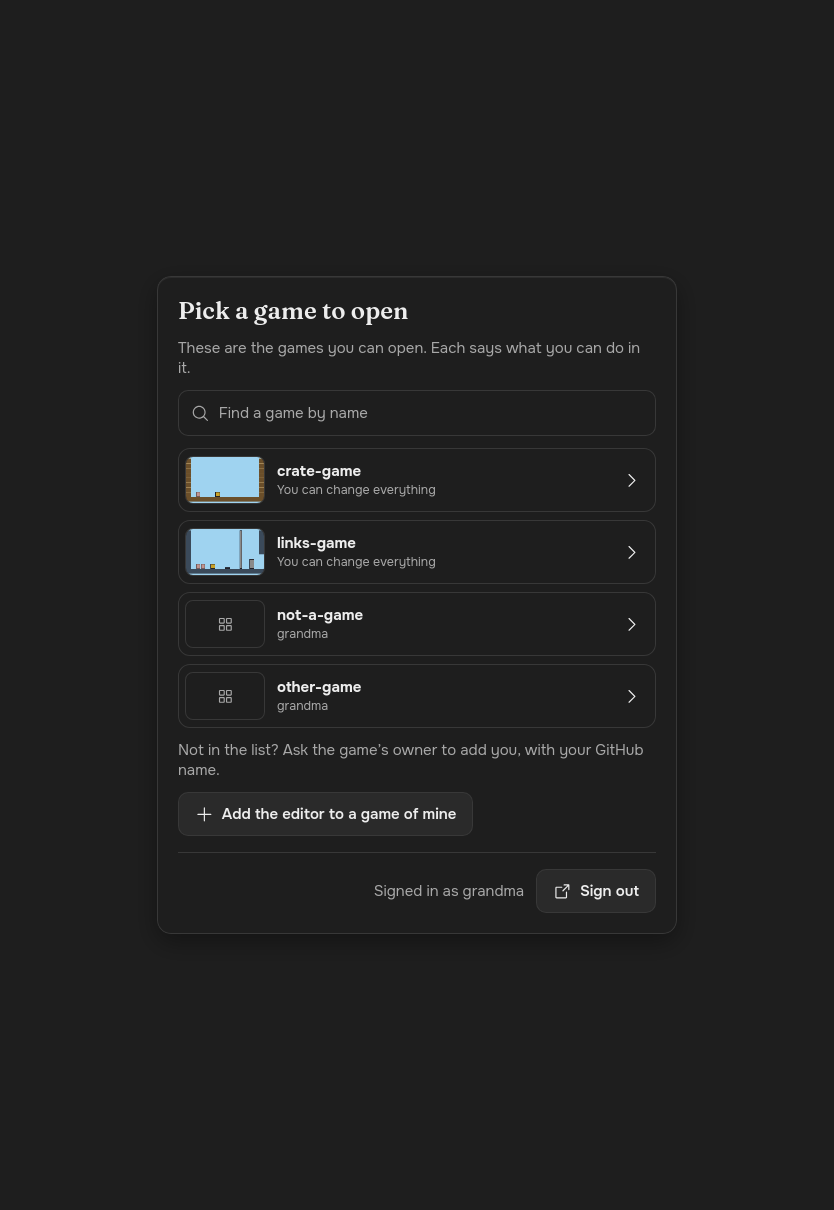 Pick a game to open
These are the games you can open. Each says what you can do in
it.
Find a game by name
crate-game
You can change everything
links-game
You can change everything
not-a-game
grandma
other-game
grandma
Not in the list? Ask the game’s owner to add you, with your GitHub
name.
Add the editor to a game of mine
Signed in as grandma
Sign out